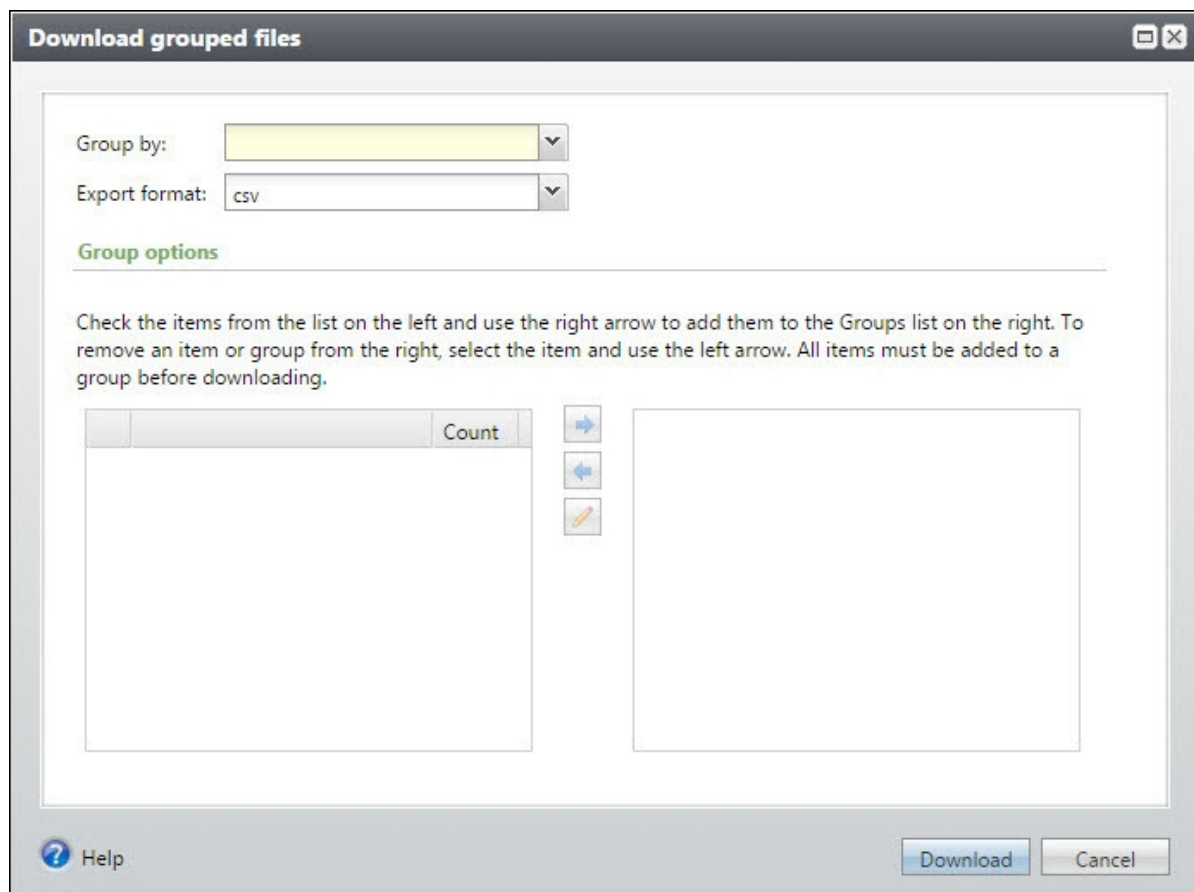 Download grouped files
Group by:
Export format: csv
Group options
Check the items from the list on the left and use the right arrow to add them to the Groups list on the right. To
remove an item or group from the right, select the item and use the left arrow. All items must be added to a
group before downloading.
Count
Help
Download
Cancel